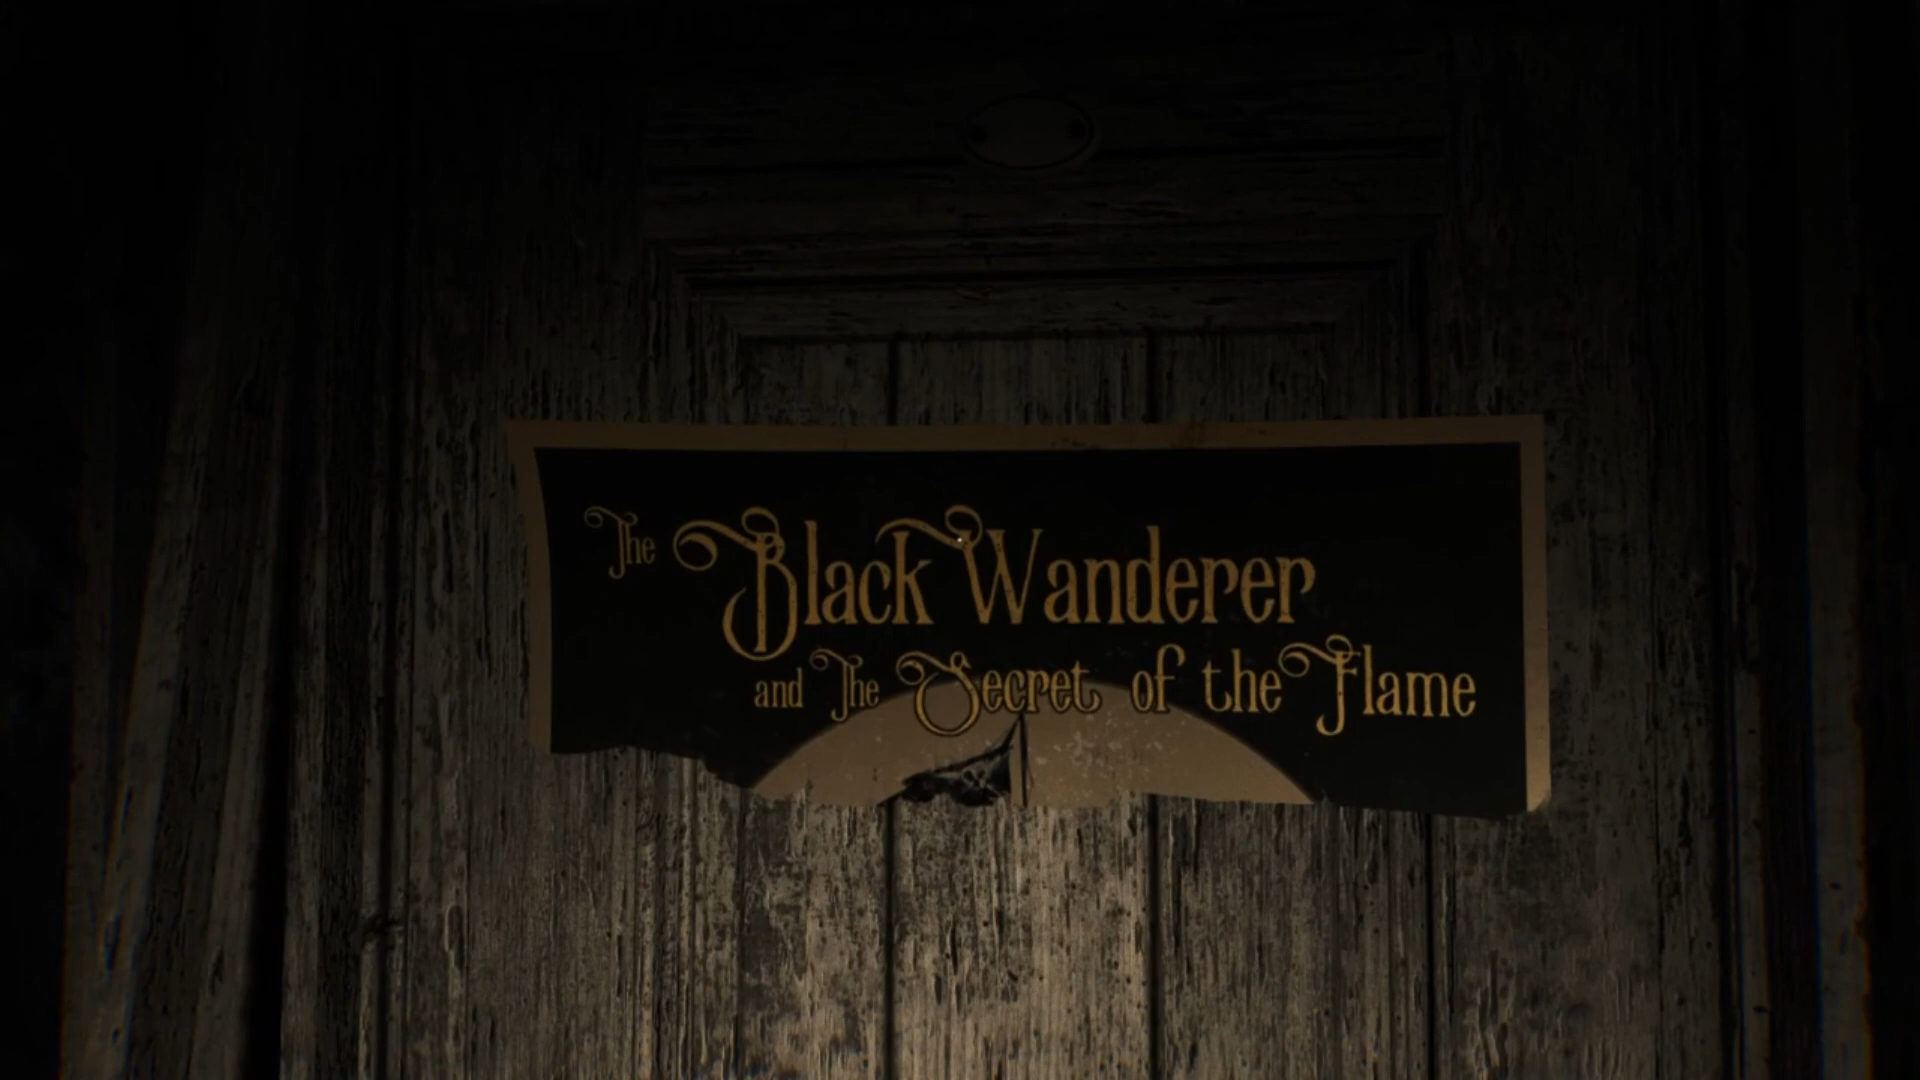 The Black Wanderer
and The Secret of the Flame